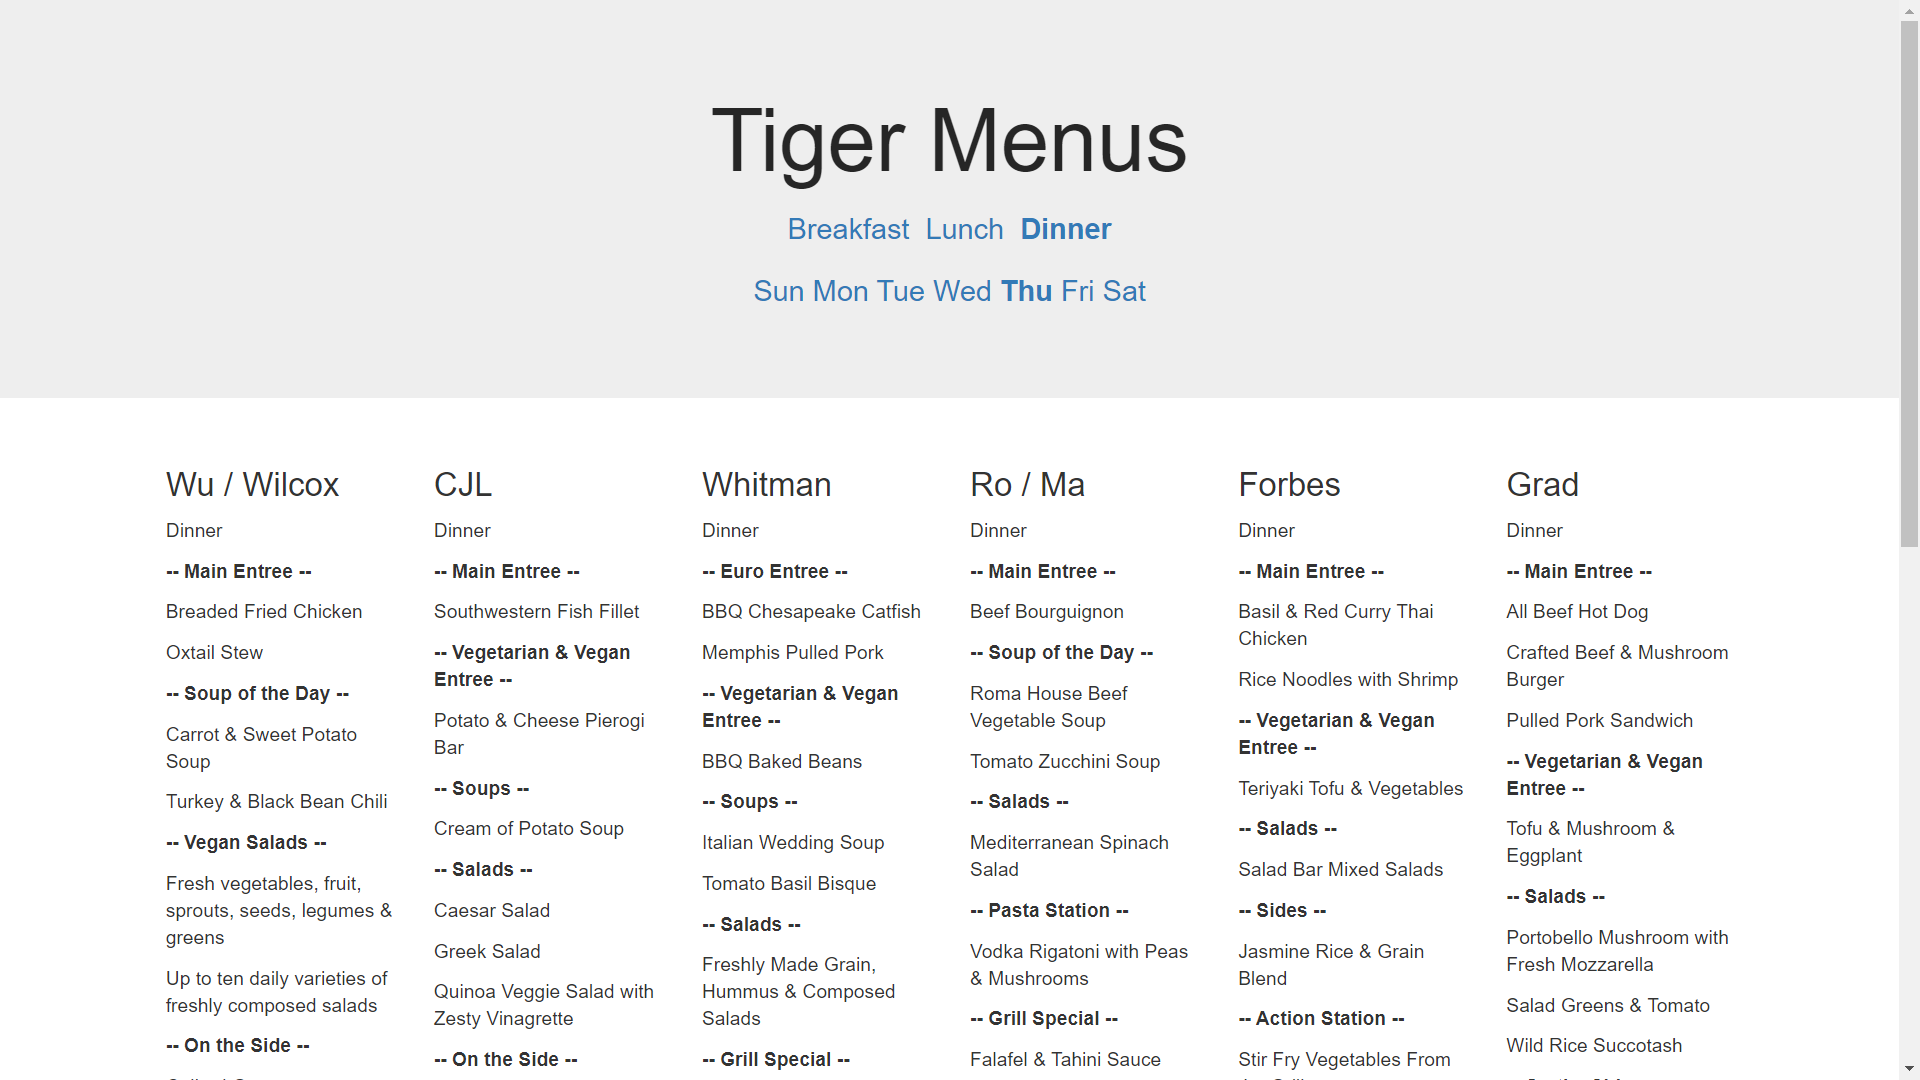 Tiger Menus
Breakfast Lunch Dinner
Sun Mon Tue Wed Thu Fri Sat
Wu / Wilcox
Dinner
-- Main Entree --
Breaded Fried Chicken
Oxtail Stew
-- Soup of the Day --
Carrot & Sweet Potato
Soup
Turkey & Black Bean Chili
-- Vegan Salads --
Fresh vegetables, fruit,
sprouts, seeds, legumes &
greens
Up to ten daily varieties of
freshly composed salads
-- On the Side --
CJL
Dinner
-- Main Entree --
Southwestern Fish Fillet
-- Vegetarian & Vegan
Entree --
Potato & Cheese Pierogi
Bar
-- Soups --
Cream of Potato Soup
-- Salads --
Caesar Salad
Greek Salad
Quinoa Veggie Salad with
Zesty Vinagrette
-- On the Side --
Whitman
Dinner
-- Euro Entree --
BBQ Chesapeake Catfish
Memphis Pulled Pork
-- Vegetarian & Vegan
Entree --
BBQ Baked Beans
-- Soups --
Italian Wedding Soup
Tomato Basil Bisque
-- Salads --
Freshly Made Grain,
Hummus & Composed
Salads
-- Grill Special --
Ro / Ma
Dinner
-- Main Entree --
Beef Bourguignon
-- Soup of the Day --
Roma House Beef
Vegetable Soup
Tomato Zucchini Soup
-- Salads --
Mediterranean Spinach
Salad
-- Pasta Station --
Vodka Rigatoni with Peas
& Mushrooms
-- Grill Special --
Falafel & Tahini Sauce
Forbes
Dinner
-- Main Entree --
Basil & Red Curry Thai
Chicken
Rice Noodles with Shrimp
-- Vegetarian & Vegan
Entree --
Teriyaki Tofu & Vegetables
-- Salads --
Salad Bar Mixed Salads
-- Sides --
Jasmine Rice & Grain
Blend
-- Action Station --
Stir Fry Vegetables From
Grad
Dinner
-- Main Entree --
All Beef Hot Dog
Crafted Beef & Mushroom
Burger
Pulled Pork Sandwich
-- Vegetarian & Vegan
Entree --
Tofu & Mushroom &
Eggplant
-- Salads --
Portobello Mushroom with
Fresh Mozzarella
Salad Greens & Tomato
Wild Rice Succotash